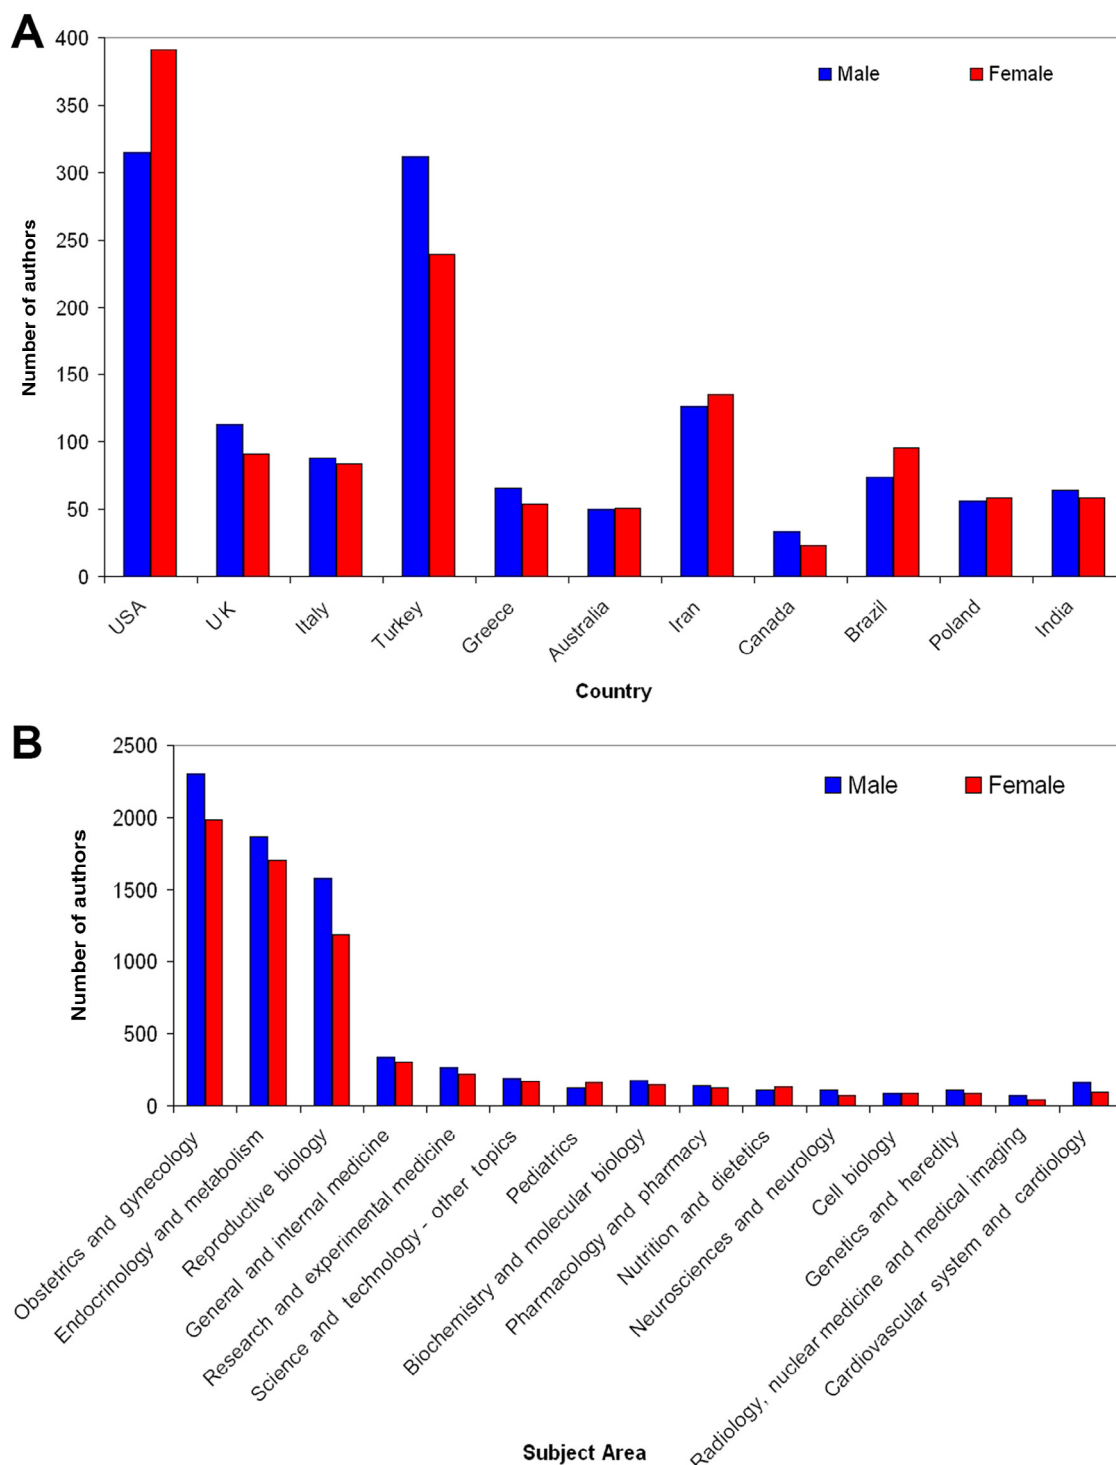 A
400
350
300
250
200
150
100
50
0
Number of authors
Male
Female
USA
UK
Italy
Turkey
Greece
Australia
Iran
Canada
Brazil
Poland
India
Country
B
2500
2000
1500
1000
500
0
Number of authors
Male
Female
Obstetrics and gynecology
Endocrinology and metabolism
Reproductive biology
General and internal medicine
Research and experimental medicine
Science and technology - other topics
Pediatrics
Biochemistry and molecular biology
Pharmacology and pharmacy
Nutrition and dietetics
Neurosciences and neurology
Cell biology
Genetics and heredity
Radiology, nuclear medicine and medical imaging
Cardiovascular system and cardiology
Subject Area